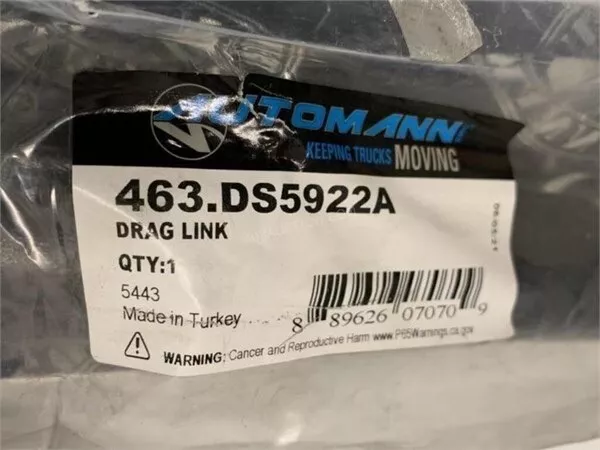 AUTOMANN
KEEPING TRUCKS MOVING
463.DS5922A
DRAG LINK
QTY:1
5443
Made in Turkey
8 89626 07070 9
WARNING: Cancer and Reproductive Harm www.P65Warnings.ca.gov